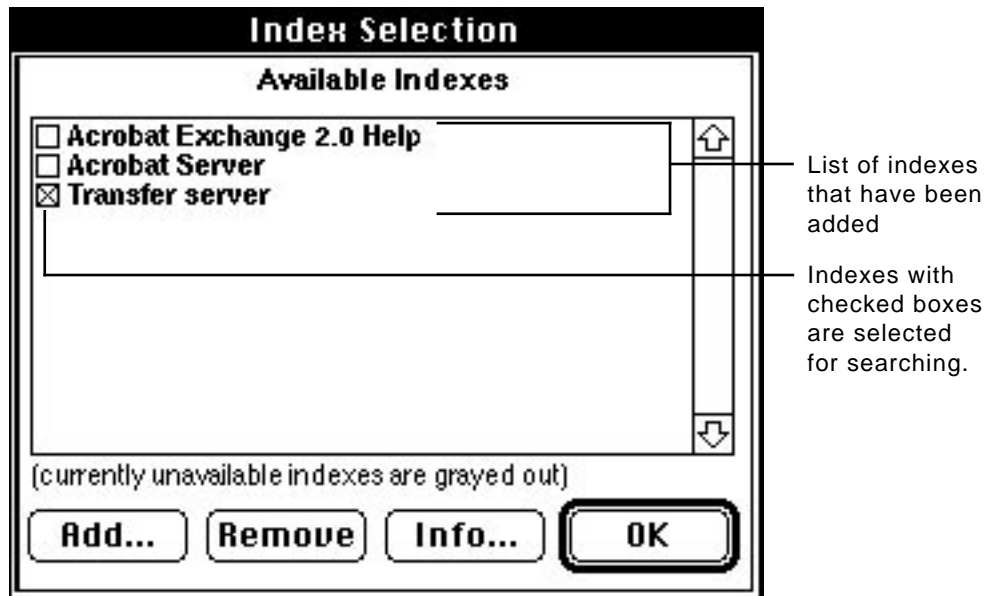 Index Selection
Available Indexes
Acrobat Exchange 2.0 Help
Acrobat Server
Transfer server
List of indexes
that have been
added
Indexes with
checked boxes
are selected
for searching.
(currently unavailable indexes are grayed out)
Add... Remove Info... OK